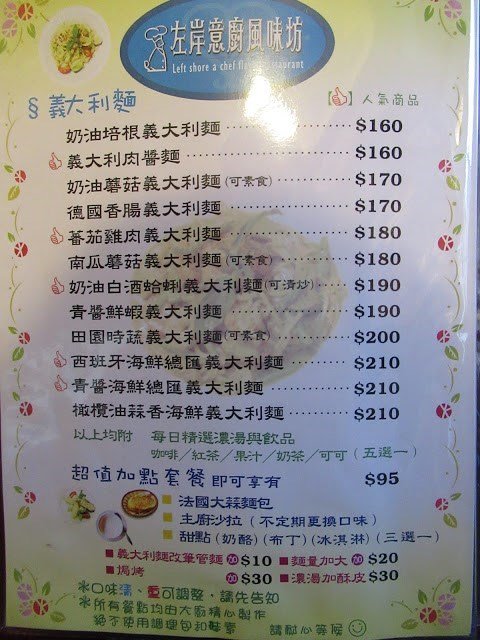 左岸意廚風味坊
Left shore a chef flavor restaurant
§ 義大利麵
【】人氣商品
奶油培根義大利麵 $160
義大利肉醬麵 $160
奶油蘑菇義大利麵(可素食) $170
德國香腸義大利麵 $170
蕃茄雞肉義大利麵 $180
南瓜蘑菇義大利麵(可素食) $180
奶油白酒蛤蜊義大利麵(可清炒) $190
青醬鮮蝦義大利麵 $190
田園時蔬義大利麵(可素食) $200
西班牙海鮮總匯義大利麵 $210
青醬海鮮總匯義大利麵 $210
橄欖油蒜香海鮮義大利麵 $210
以上均附 每日精選濃湯與飲品
咖啡／紅茶／果汁／奶茶／可可（五選一）
超值加點套餐 即可享有 $95
法國大蒜麵包
主廚沙拉（不定期更換口味）
甜點（奶酪）（布丁）（冰淇淋）（三選一）
義大利麵改筆管麵 加 $10
麵量加大 加 $20
焗烤 加 $30
濃湯加酥皮 加 $30
＊口味清、重可調整，請先告知
＊所有餐點均由大廚精心製作
絕不使用調理包和味素
請耐心等候